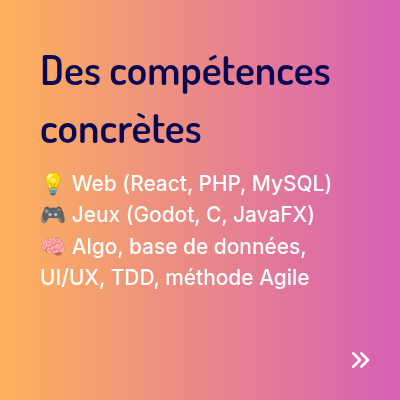 Des compétences
concrètes
💡 Web (React, PHP, MySQL)
🎮 Jeux (Godot, C, JavaFX)
🧠 Algo, base de données,
UI/UX, TDD, méthode Agile